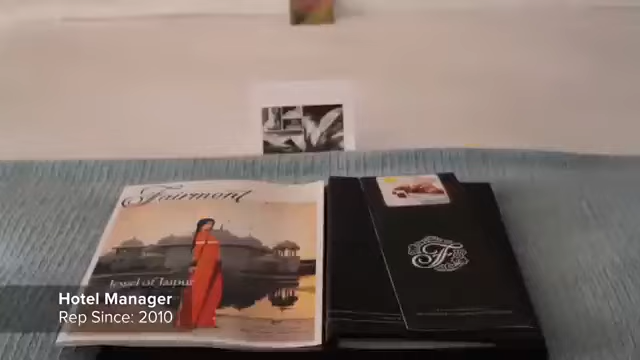 Fairmont
Jewel of Jaipur
Hotel Manager
Rep Since: 2010